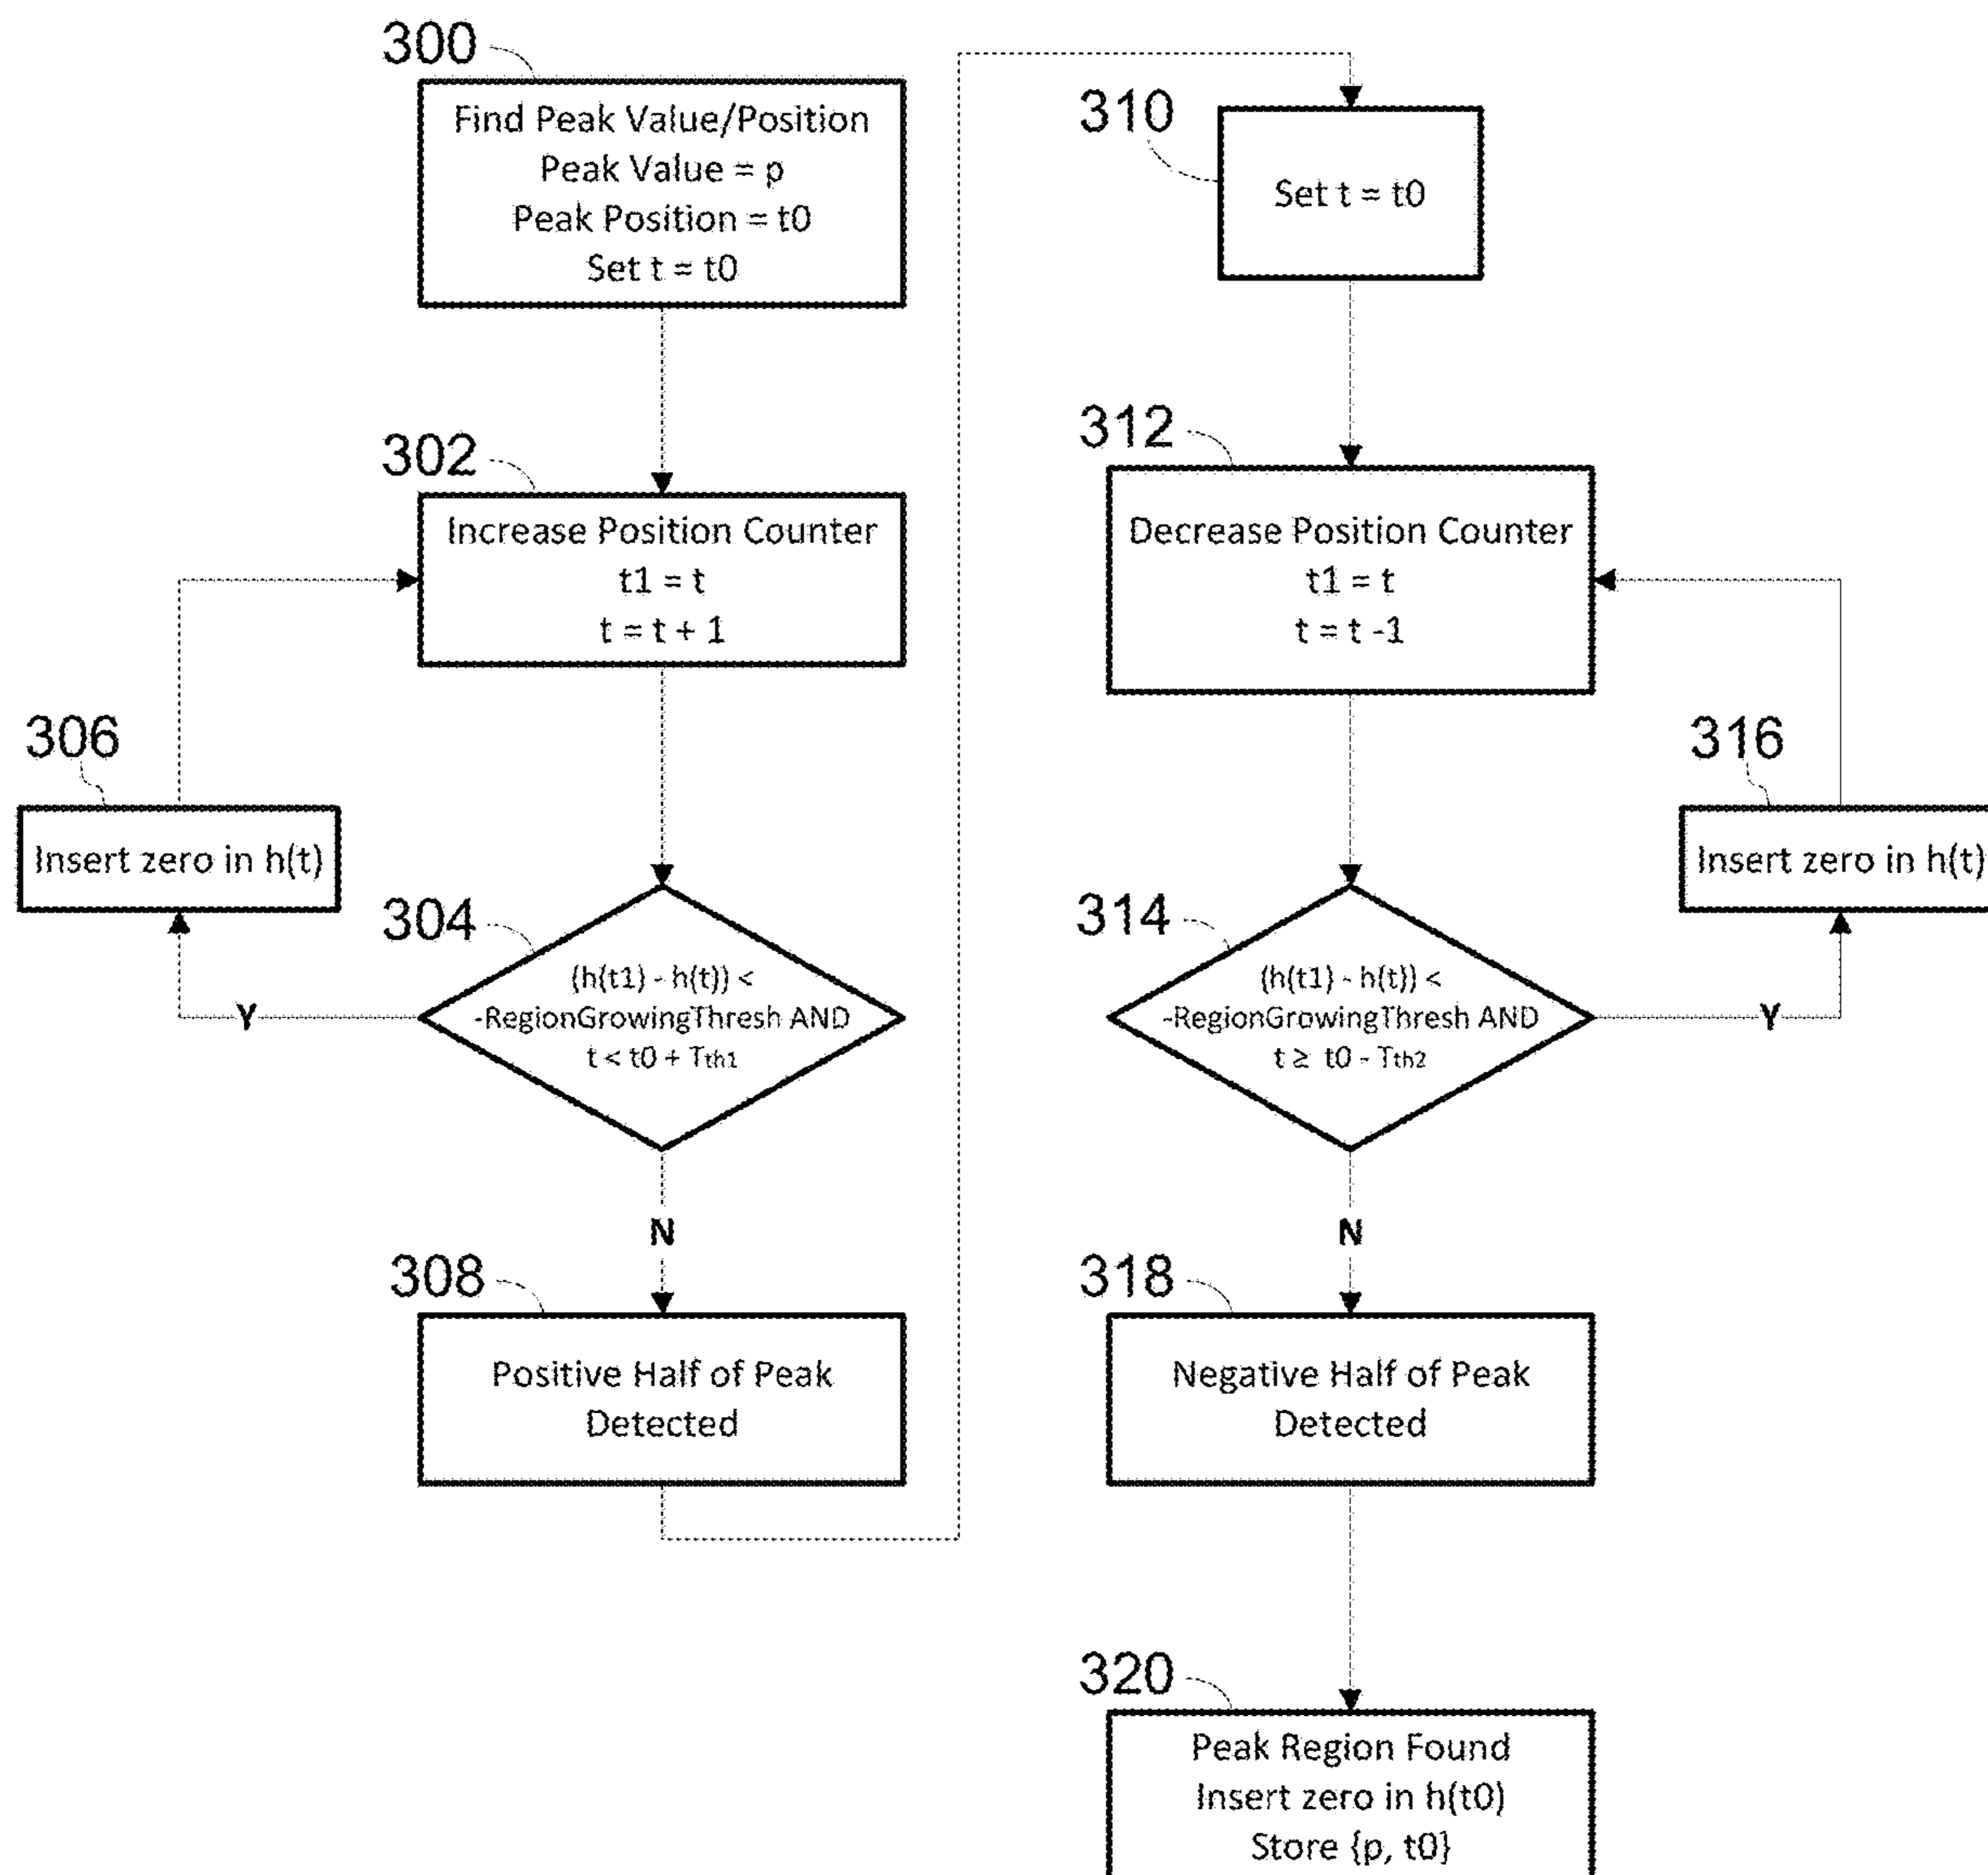 300
Find Peak Value/Position
Peak Value = p
Peak Position = t0
Set t = t0
302
Increase Position Counter
t1 = t
t = t + 1
306
Insert zero in h(t)
304
(h(t1) - h(t)) <
-RegionGrowingThresh AND
t < t0 + Tth1
Y
N
308
Positive Half of Peak
Detected
310
Set t = t0
312
Decrease Position Counter
t1 = t
t = t -1
316
Insert zero in h(t)
314
(h(t1) - h(t)) <
-RegionGrowingThresh AND
t ≥ t0 - Tth2
Y
N
318
Negative Half of Peak
Detected
320
Peak Region Found
Insert zero in h(t0)
Store {p, t0}